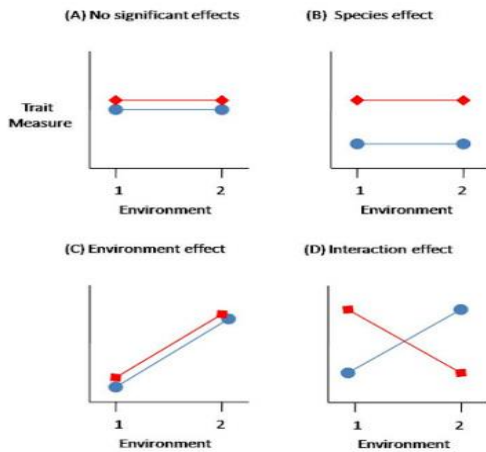 (A) No significant effects
(B) Species effect
Trait
Measure
1 2
Environment
1 2
Environment
(C) Environment effect
(D) Interaction effect
1 2
Environment
1 2
Environment